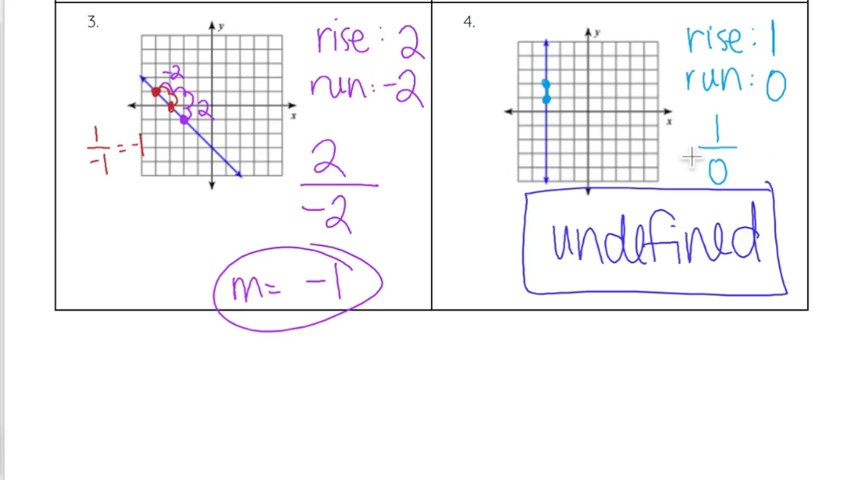 3.
y
x
-2
2
1
-1
= -1
rise: 2
run: -2
2
-2
m = -1
4.
y
x
rise: 1
run: 0
1
0
undefined